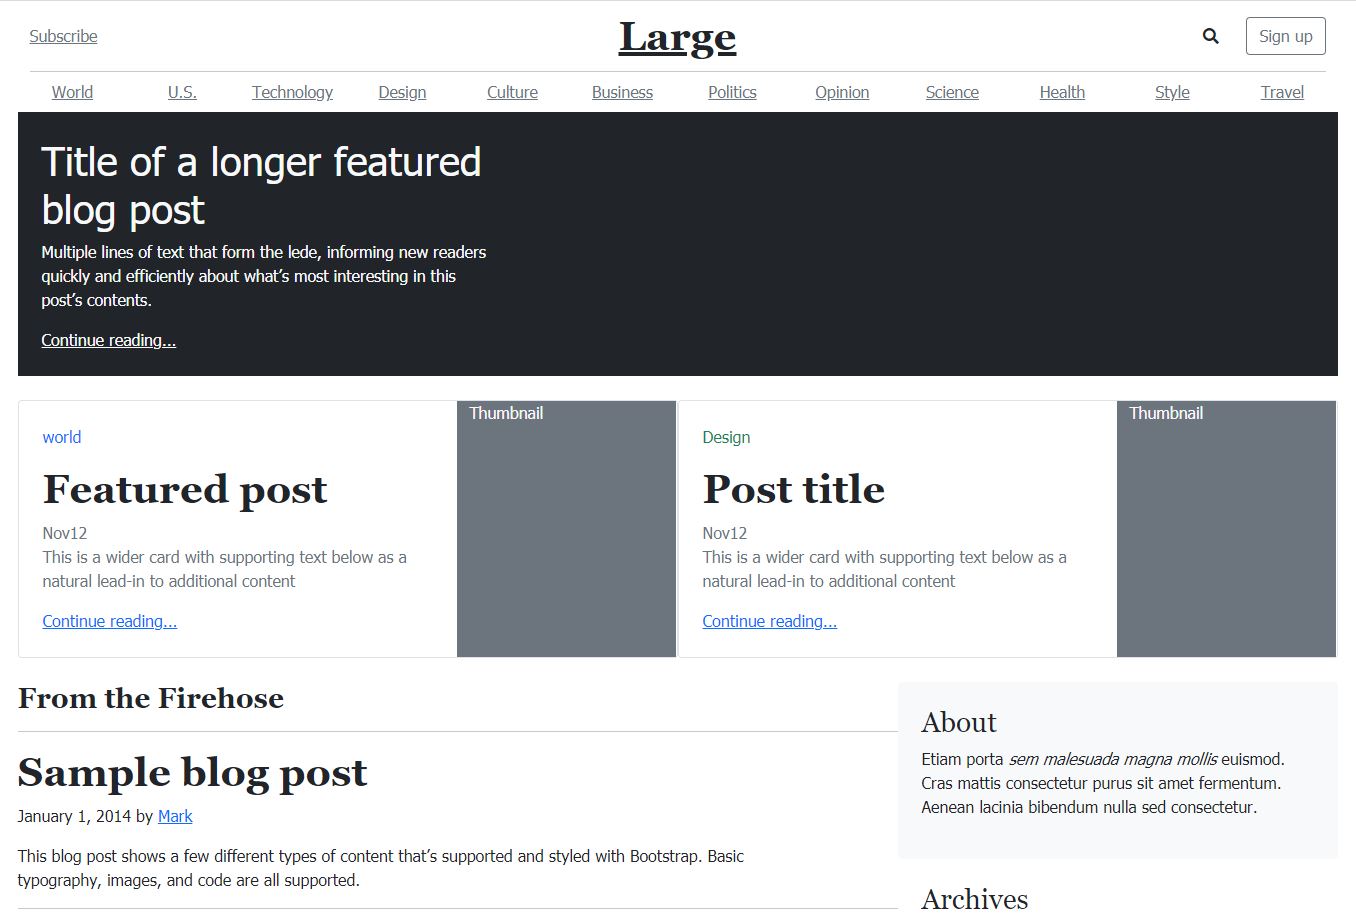 Subscribe
Large
Sign up
World U.S. Technology Design Culture Business Politics Opinion Science Health Style Travel
Title of a longer featured
blog post
Multiple lines of text that form the lede, informing new readers
quickly and efficiently about what’s most interesting in this
post’s contents.
Continue reading...
world
Featured post
Nov12
This is a wider card with supporting text below as a
natural lead-in to additional content
Continue reading...
Thumbnail
Design
Post title
Nov12
This is a wider card with supporting text below as a
natural lead-in to additional content
Continue reading...
Thumbnail
From the Firehose
Sample blog post
January 1, 2014 by Mark
This blog post shows a few different types of content that’s supported and styled with Bootstrap. Basic
typography, images, and code are all supported.
About
Etiam porta sem malesuada magna mollis euismod.
Cras mattis consectetur purus sit amet fermentum.
Aenean lacinia bibendum nulla sed consectetur.
Archives